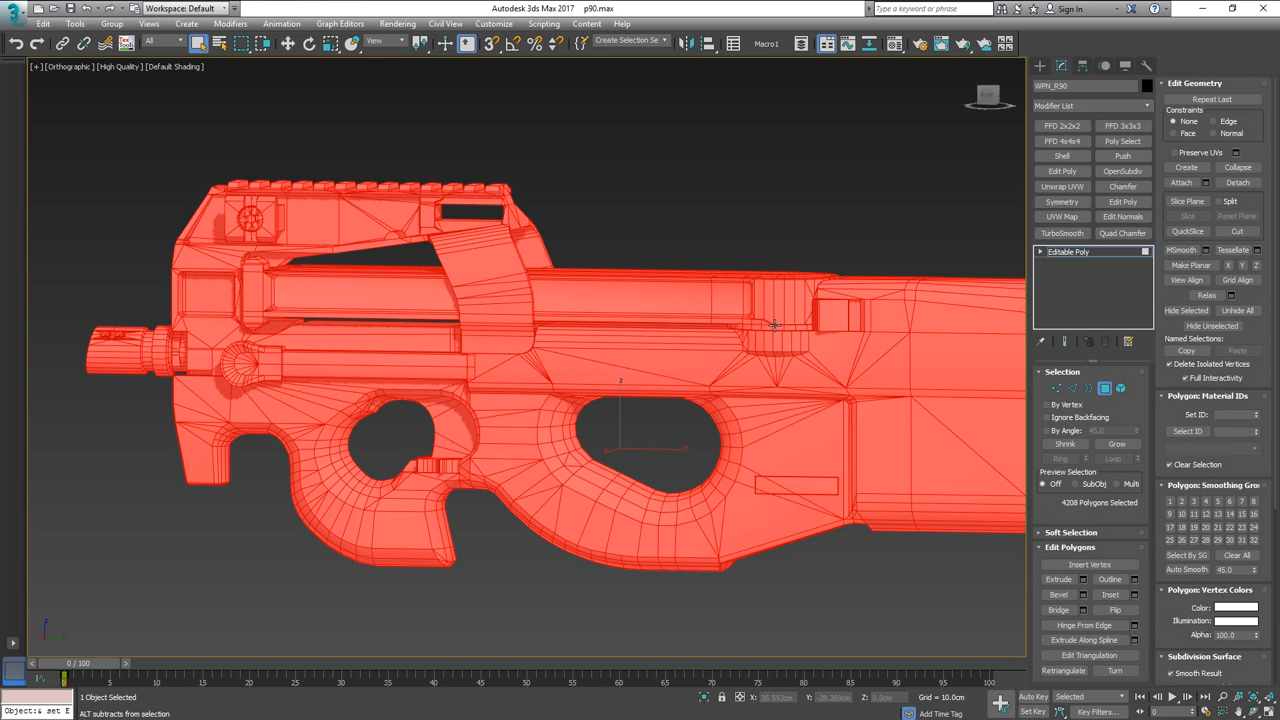 Workspace: Default
Autodesk 3ds Max 2017 p90.max
Type a keyword or phrase
Sign In
Edit Tools Group Views Create Modifiers Animation Graph Editors Rendering Civil View Customize Scripting Content Help
All
View
Create Selection Se
Macro1
[+] [Orthographic] [High Quality] [Default Shading]
WPN_R90
Modifier List
FFD 2x2x2 FFD 3x3x3
FFD 4x4x4 Poly Select
Shell Push
Edit Poly OpenSubdiv
Unwrap UVW Chamfer
Symmetry Edit Poly
UVW Map Edit Normals
TurboSmooth Quad Chamfer
Editable Poly
Selection
By Vertex
Ignore Backfacing
By Angle: 45.0
Shrink Grow
Ring Loop
Preview Selection
Off SubObj Multi
4208 Polygons Selected
Soft Selection
Edit Polygons
Insert Vertex
Extrude Outline
Bevel Inset
Bridge Flip
Hinge From Edge
Extrude Along Spline
Edit Triangulation
Retriangulate Turn
Edit Geometry
Repeat Last
Constraints
None Edge
Face Normal
Preserve UVs
Create Collapse
Attach Detach
Slice Plane Split
Slice Reset Plane
QuickSlice Cut
MSmooth Tessellate
Make Planar X Y Z
View Align Grid Align
Relax
Hide Selected Unhide All
Hide Unselected
Named Selections:
Copy Paste
Delete Isolated Vertices
Full Interactivity
Polygon: Material IDs
Set ID:
Select ID
Clear Selection
Polygon: Smoothing Gro
1 2 3 4 5 6 7 8
9 10 11 12 13 14 15 16
17 18 19 20 21 22 23 24
25 26 27 28 29 30 31 32
Select By SG Clear All
Auto Smooth 45.0
Polygon: Vertex Colors
Color:
Illumination:
Alpha: 100.0
Subdivision Surface
Smooth Result
0 / 100
5 10 15 20 25 30 35 40 45 50 55 60 65 70 75 80 85 90 95 100
1 Object Selected
X: 35.553cm Y: -28.269cm Z: 0.0cm Grid = 10.0cm
Auto Key Selected
Object:& set E
ALT subtracts from selection
Add Time Tag
Set Key Key Filters... 0